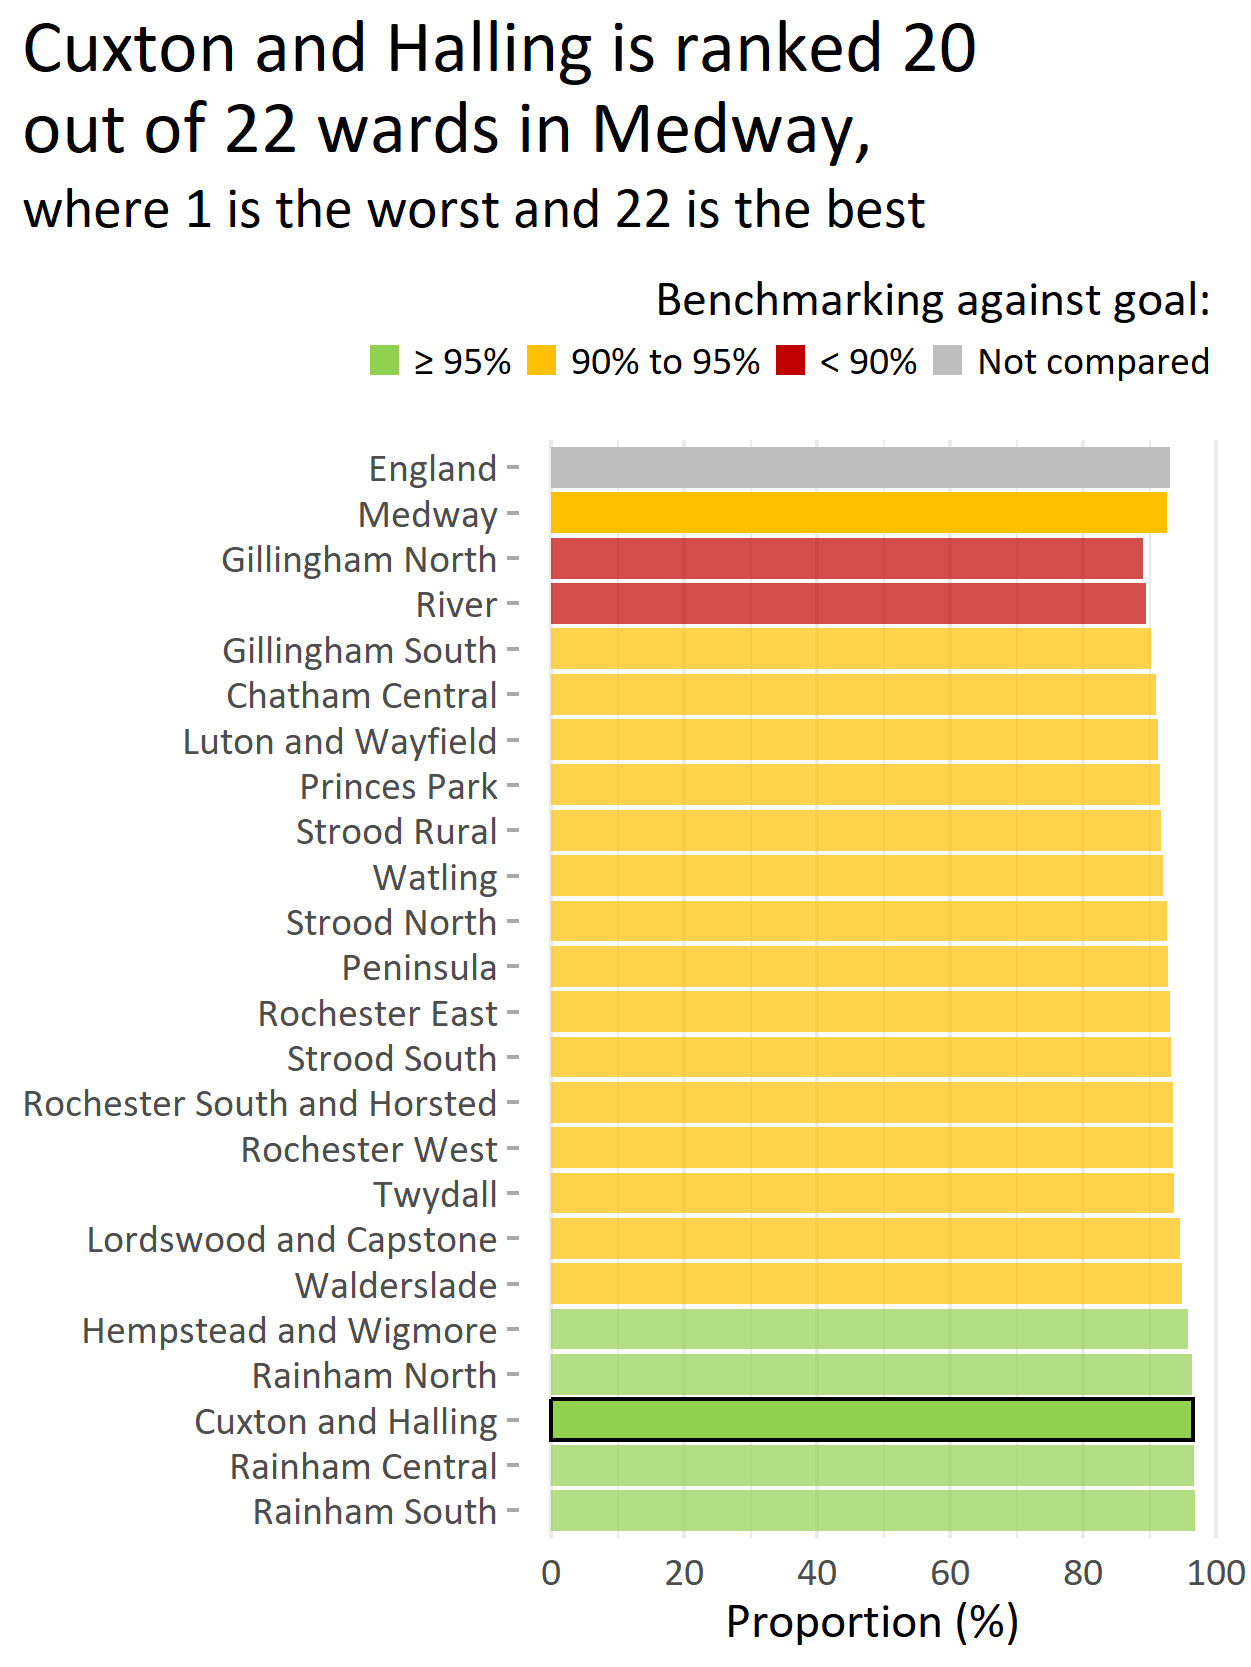 Cuxton and Halling is ranked 20
out of 22 wards in Medway,
where 1 is the worst and 22 is the best
Benchmarking against goal:
≥ 95% 90% to 95% < 90% Not compared
England
Medway
Gillingham North
River
Gillingham South
Chatham Central
Luton and Wayfield
Princes Park
Strood Rural
Watling
Strood North
Peninsula
Rochester East
Strood South
Rochester South and Horsted
Rochester West
Twydall
Lordswood and Capstone
Walderslade
Hempstead and Wigmore
Rainham North
Cuxton and Halling
Rainham Central
Rainham South
0 20 40 60 80 100
Proportion (%)